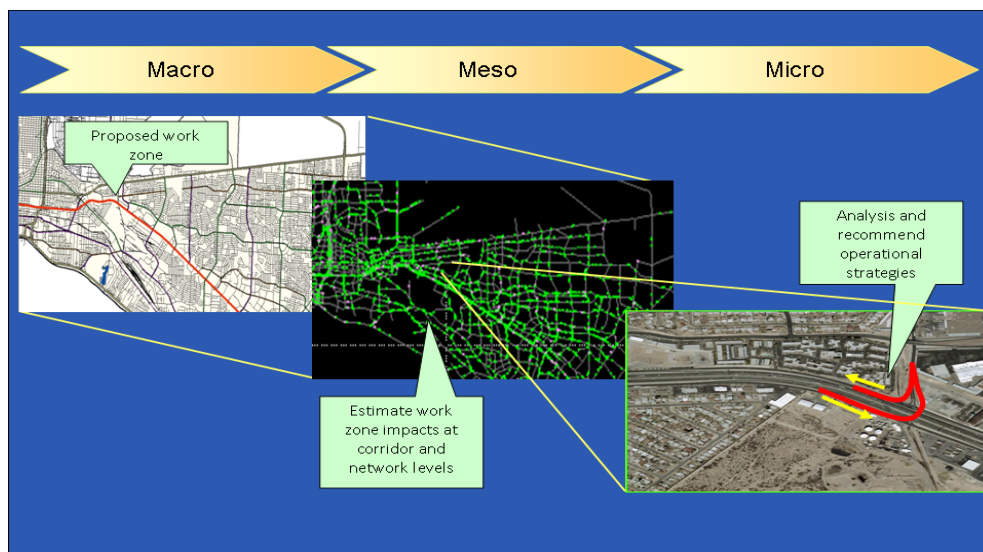 Macro
Meso
Micro
Proposed work
zone
Analysis and
recommend
operational
strategies
Estimate work
zone impacts at
corridor and
network levels